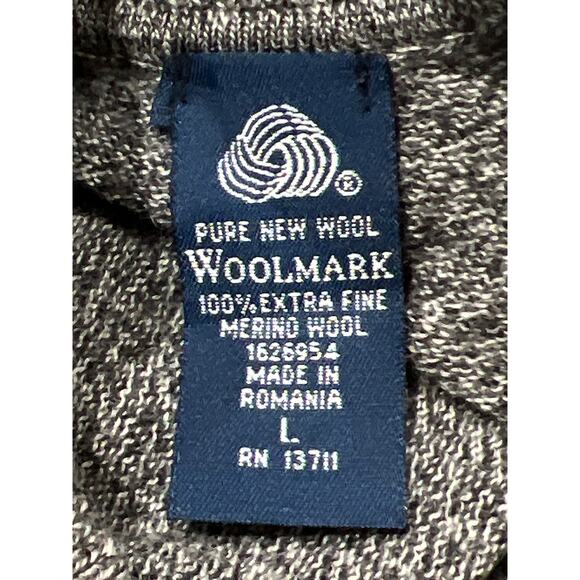 ®
PURE NEW WOOL
WOOLMARK
100% EXTRA FINE
MERINO WOOL
1626954
MADE IN
ROMANIA
L
RN 13711